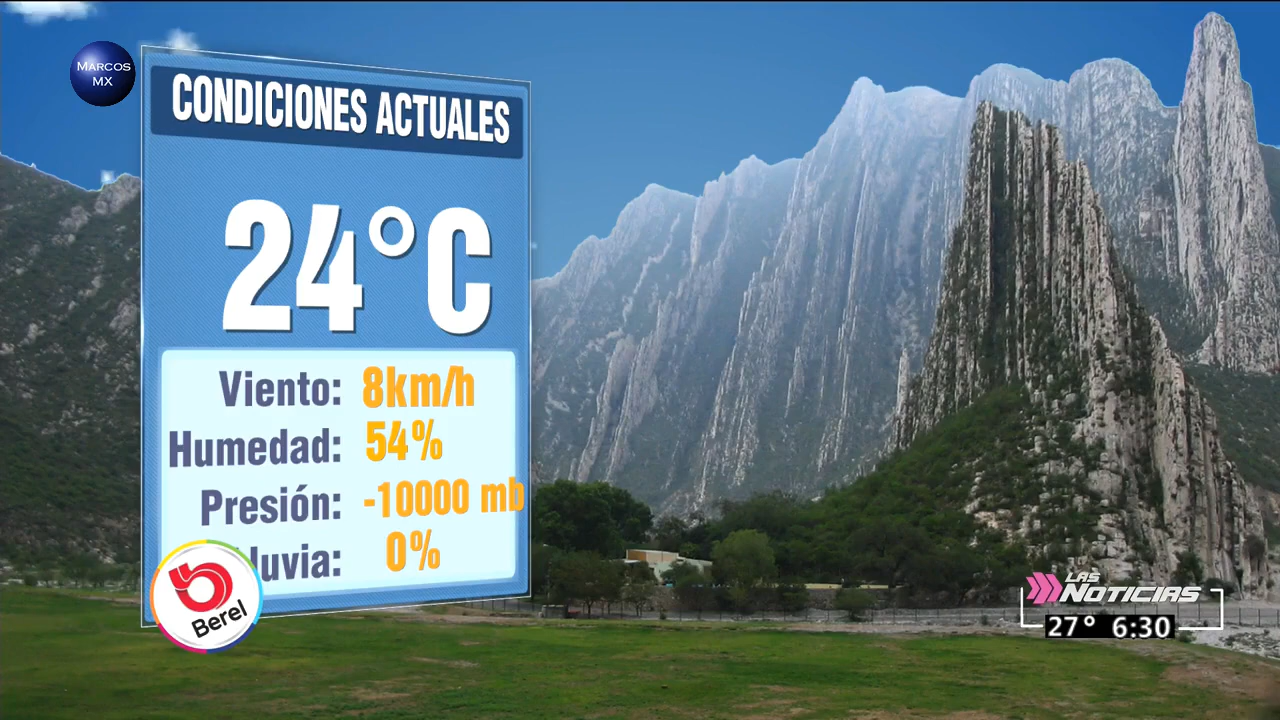 MARCOS
MX
CONDICIONES ACTUALES
24°C
Viento: 8km/h
Humedad: 54%
Presión: -10000 mb
luvia: 0%
Berel
LAS
NOTICIAS
27° 6:30